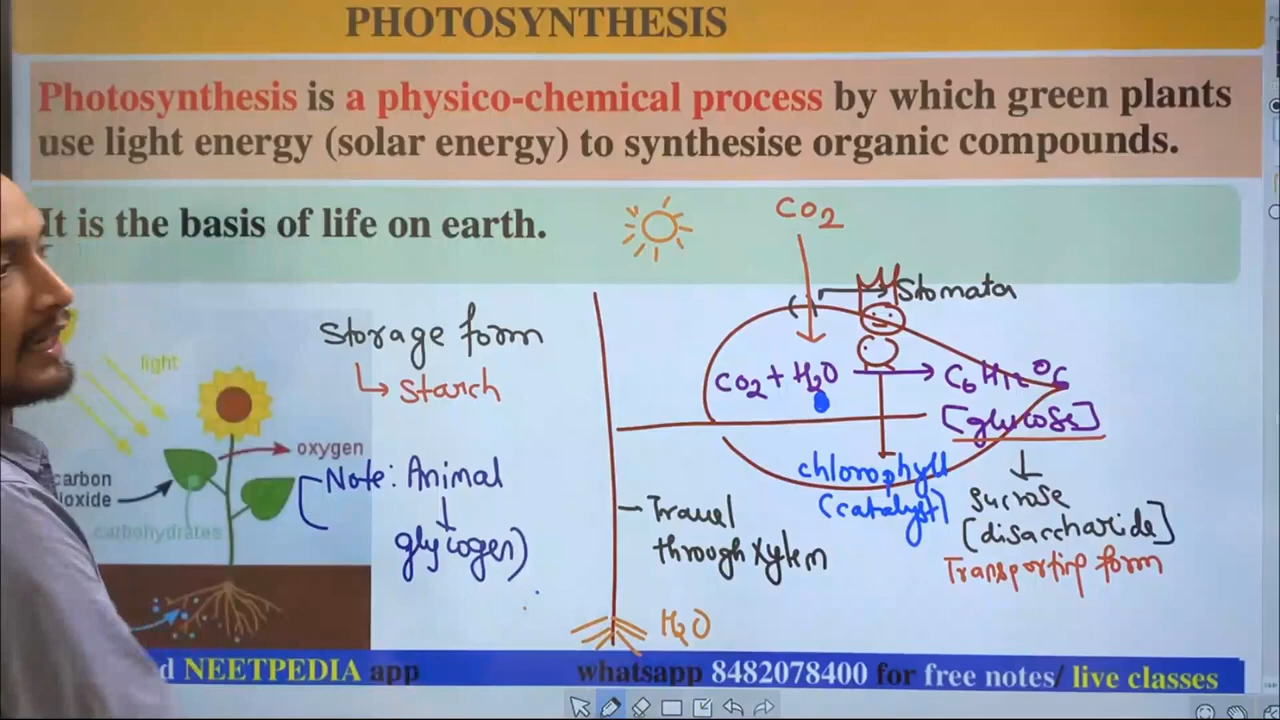 PHOTOSYNTHESIS
Photosynthesis is a physico-chemical process by which green plants
use light energy (solar energy) to synthesise organic compounds.
It is the basis of life on earth.
CO2
Stomata
Storage form
↳ Starch
CO2 + H2O → C6H12O6
[glucose]
light
oxygen
carbon
dioxide
carbohydrates
Note: Animal
↓
glycogen)
chlorophyll
(catalyst)
↓
Sucrose
[disaccharide]
Transporting form
Travel
through xylem
H2O
d NEETPEDIA app
whatsapp 8482078400 for free notes/ live classes